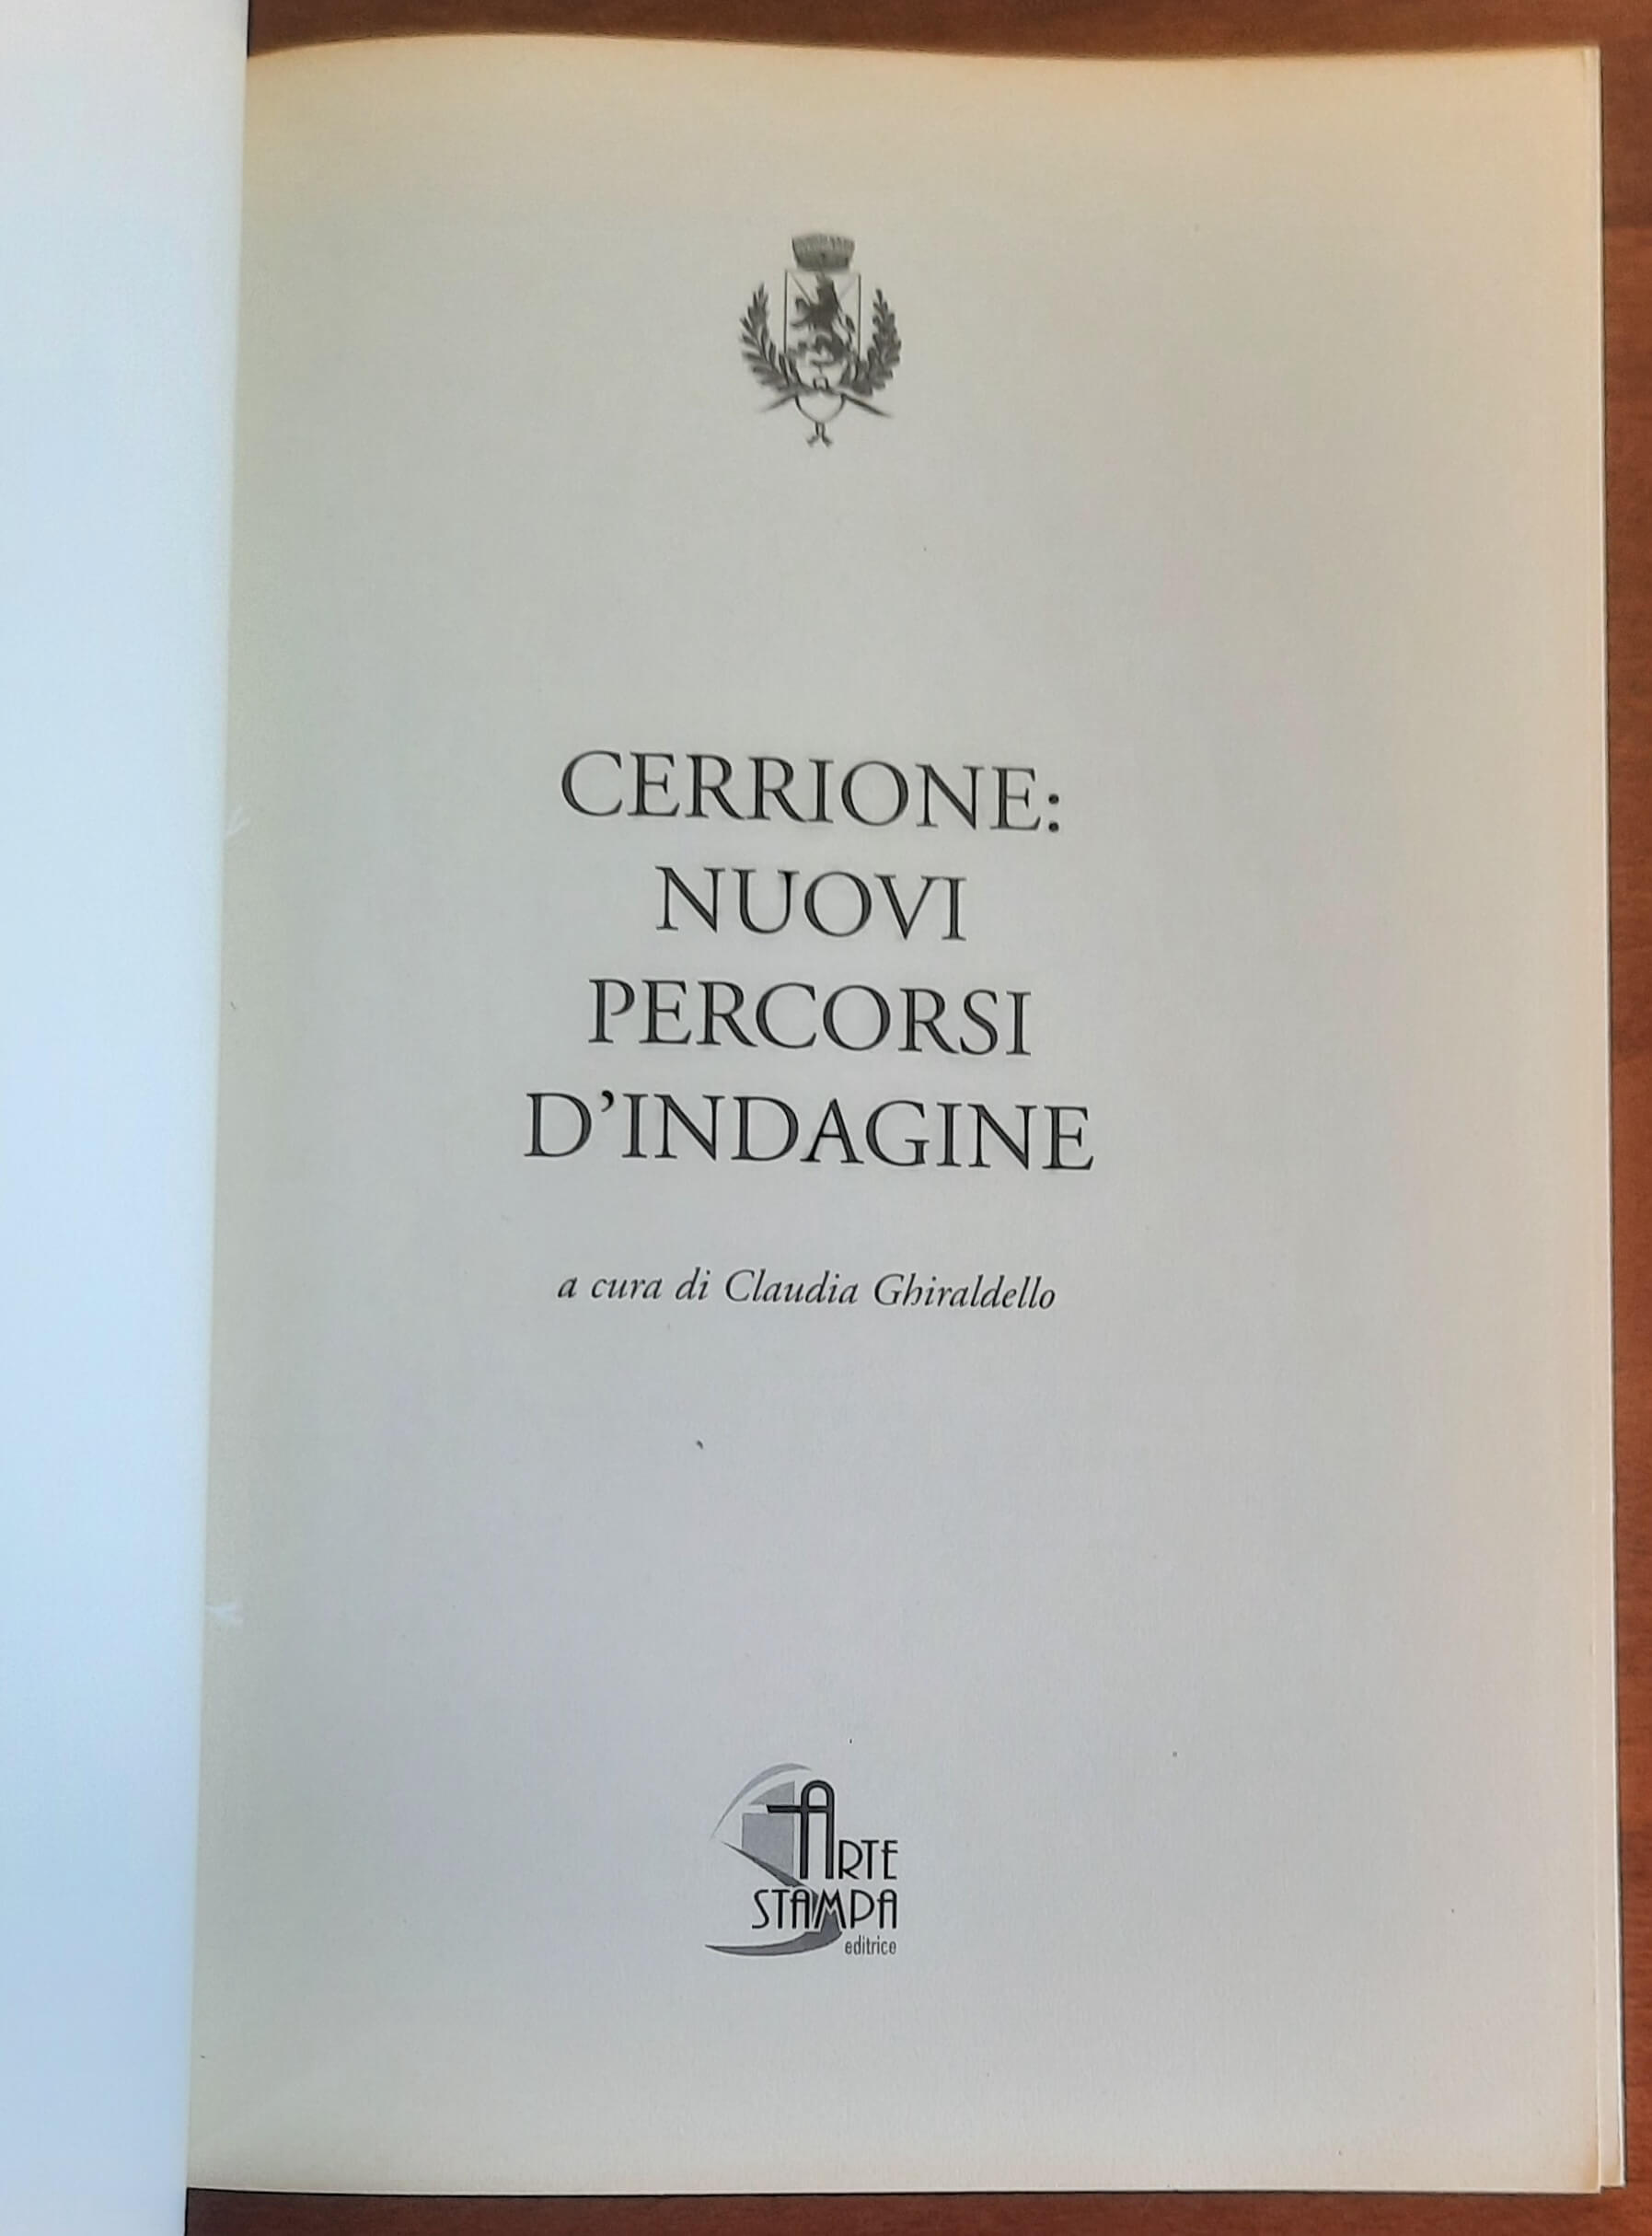 CERRIONE:
NUOVI
PERCORSI
D’INDAGINE
a cura di Claudia Ghiraldello
ARTE
STAMPA
editrice